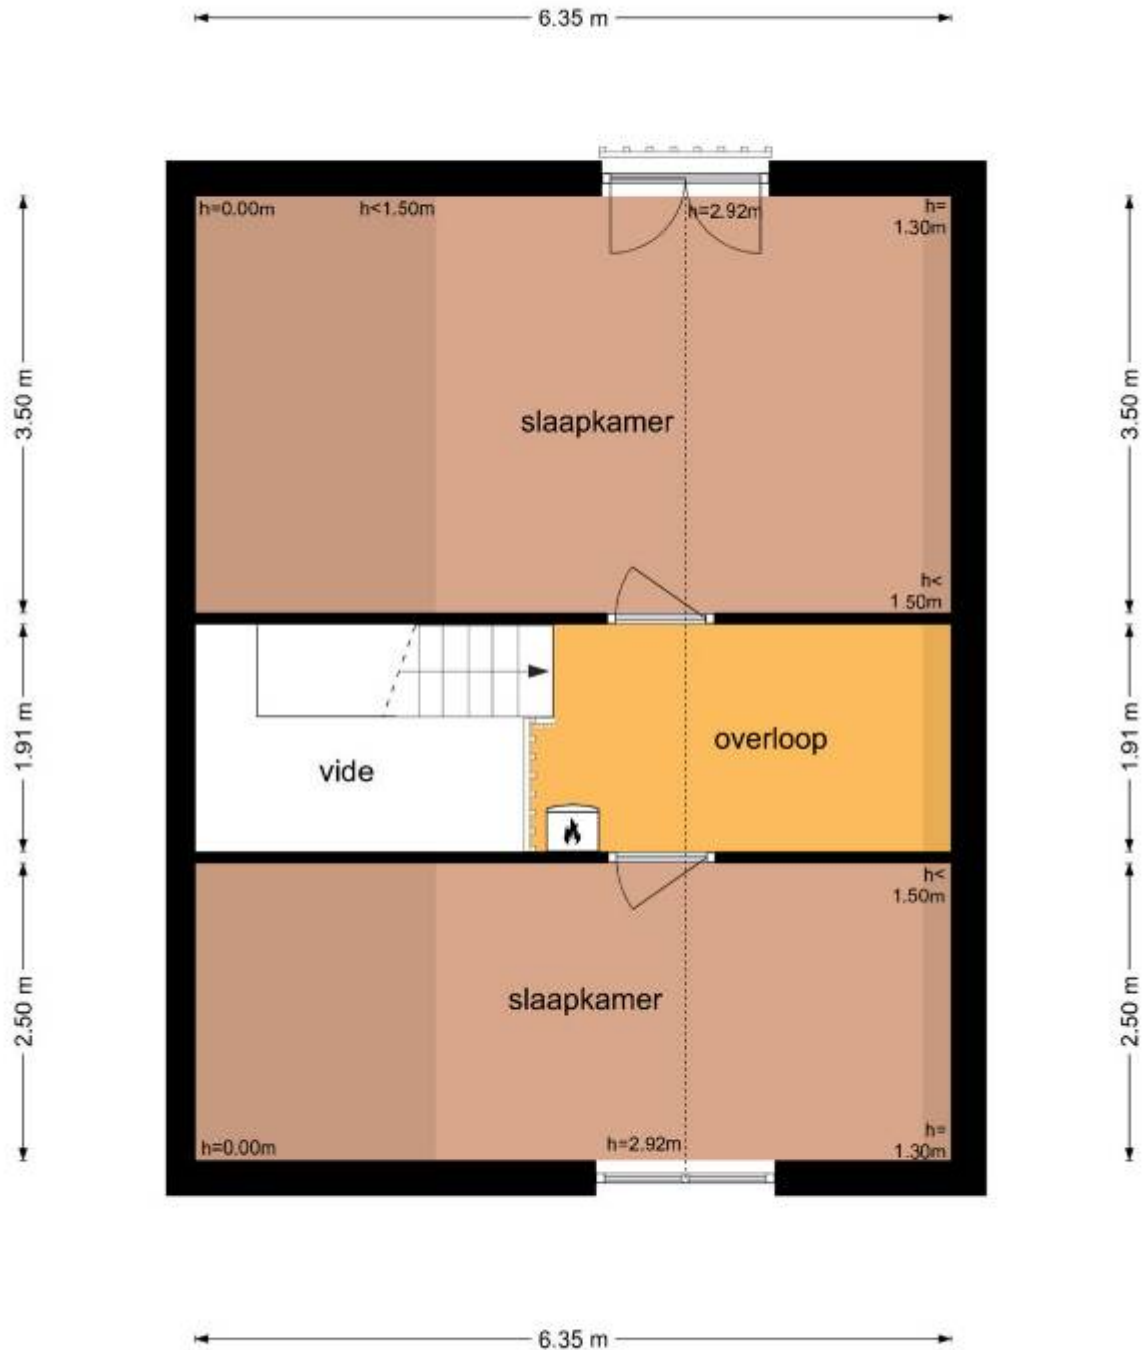 6.35 m
h=0.00m
h<1.50m
h=2.92m
h=
1.30m
3.50 m
3.50 m
slaapkamer
h<
1.50m
1.91 m
overloop
1.91 m
vide
h<
1.50m
2.50 m
slaapkamer
2.50 m
h=0.00m
h=2.92m
h=
1.30m
6.35 m